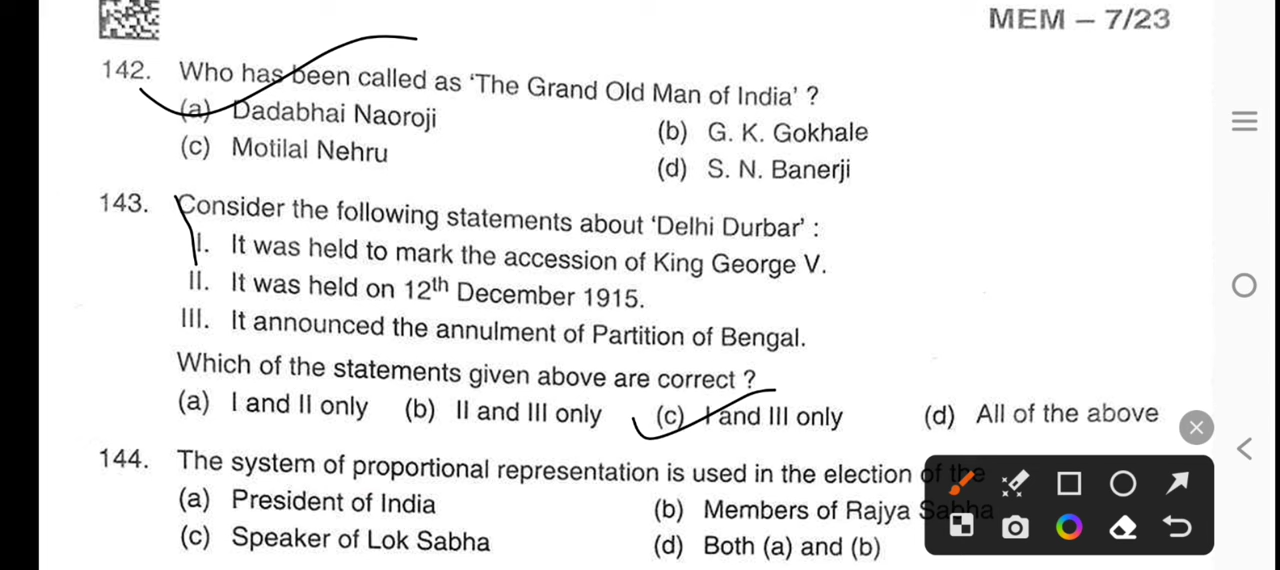 MEM – 7/23
142. Who has been called as ‘The Grand Old Man of India’ ?
(a) Dadabhai Naoroji (b) G. K. Gokhale
(c) Motilal Nehru (d) S. N. Banerji
143. Consider the following statements about ‘Delhi Durbar’ :
I. It was held to mark the accession of King George V.
II. It was held on 12th December 1915.
III. It announced the annulment of Partition of Bengal.
Which of the statements given above are correct ?
(a) I and II only (b) II and III only (c) I and III only (d) All of the above
144. The system of proportional representation is used in the election of the
(a) President of India (b) Members of Rajya Sabha
(c) Speaker of Lok Sabha (d) Both (a) and (b)